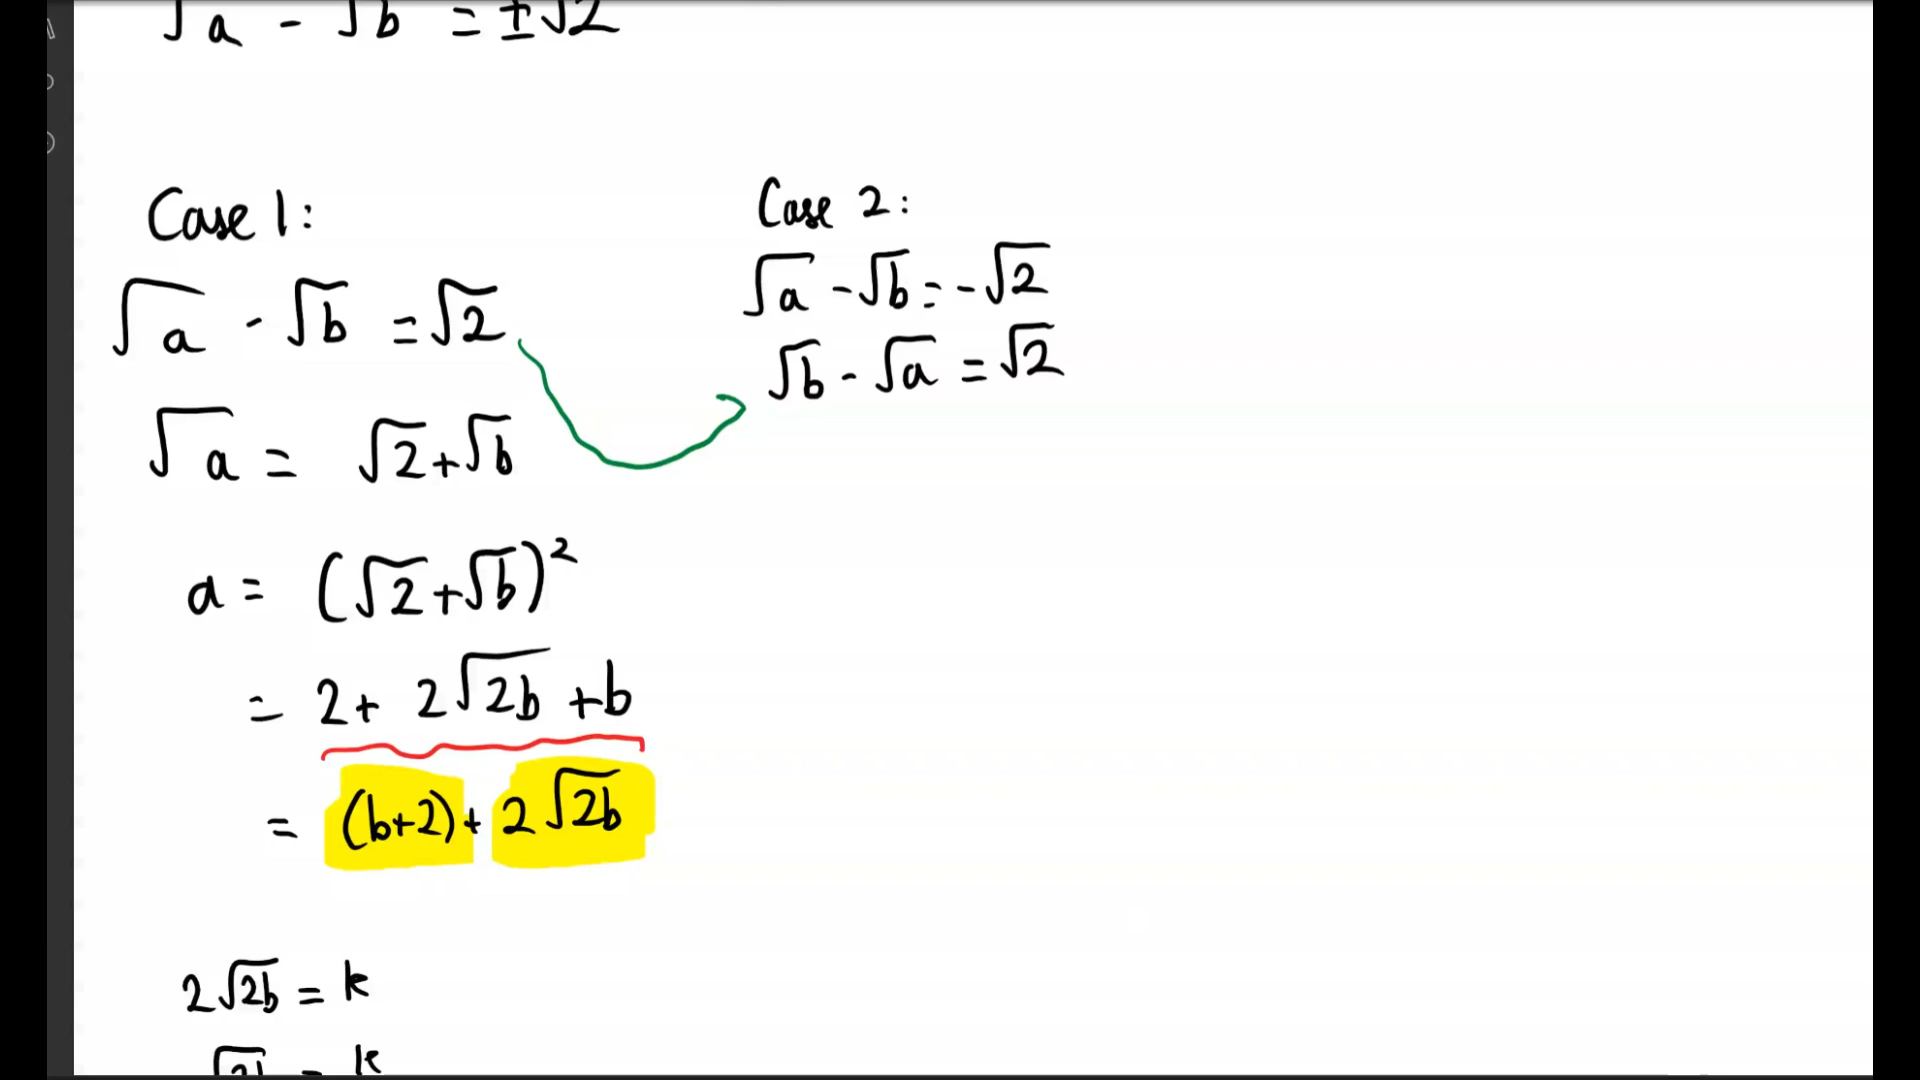 √a - √b = ±√2
Case 1:
√a - √b = √2
√a = √2+√b
a = (√2+√b)²
= 2+ 2√2b +b
= (b+2)+ 2√2b
2√2b = k
√2b = k
Case 2:
√a -√b = -√2
√b - √a = √2